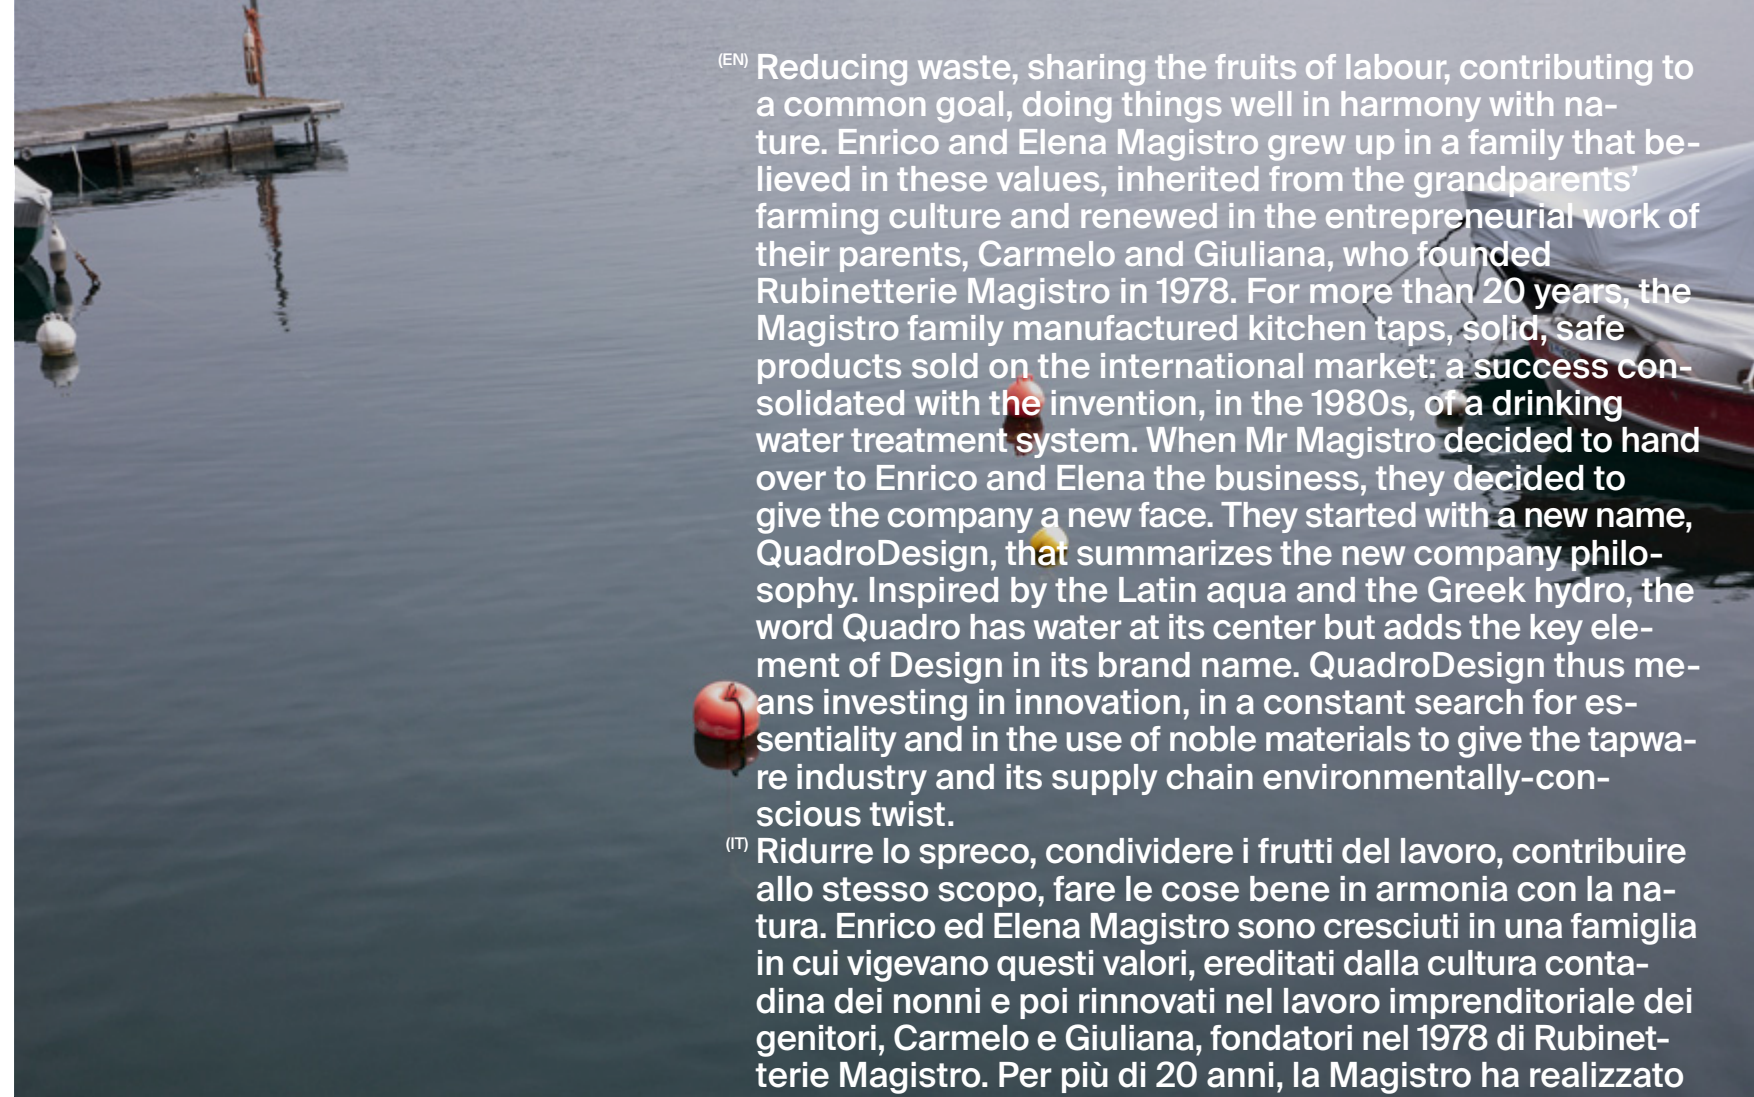 (EN) Reducing waste, sharing the fruits of labour, contributing to
a common goal, doing things well in harmony with na-
ture. Enrico and Elena Magistro grew up in a family that be-
lieved in these values, inherited from the grandparents’
farming culture and renewed in the entrepreneurial work of
their parents, Carmelo and Giuliana, who founded
Rubinetterie Magistro in 1978. For more than 20 years, the
Magistro family manufactured kitchen taps, solid, safe
products sold on the international market: a success con-
solidated with the invention, in the 1980s, of a drinking
water treatment system. When Mr Magistro decided to hand
over to Enrico and Elena the business, they decided to
give the company a new face. They started with a new name,
QuadroDesign, that summarizes the new company philo-
sophy. Inspired by the Latin aqua and the Greek hydro, the
word Quadro has water at its center but adds the key ele-
ment of Design in its brand name. QuadroDesign thus me-
ans investing in innovation, in a constant search for es-
sentiality and in the use of noble materials to give the tapwa-
re industry and its supply chain environmentally-con-
scious twist.
(IT) Ridurre lo spreco, condividere i frutti del lavoro, contribuire
allo stesso scopo, fare le cose bene in armonia con la na-
tura. Enrico ed Elena Magistro sono cresciuti in una famiglia
in cui vigevano questi valori, ereditati dalla cultura conta-
dina dei nonni e poi rinnovati nel lavoro imprenditoriale dei
genitori, Carmelo e Giuliana, fondatori nel 1978 di Rubinet-
terie Magistro. Per più di 20 anni, la Magistro ha realizzato